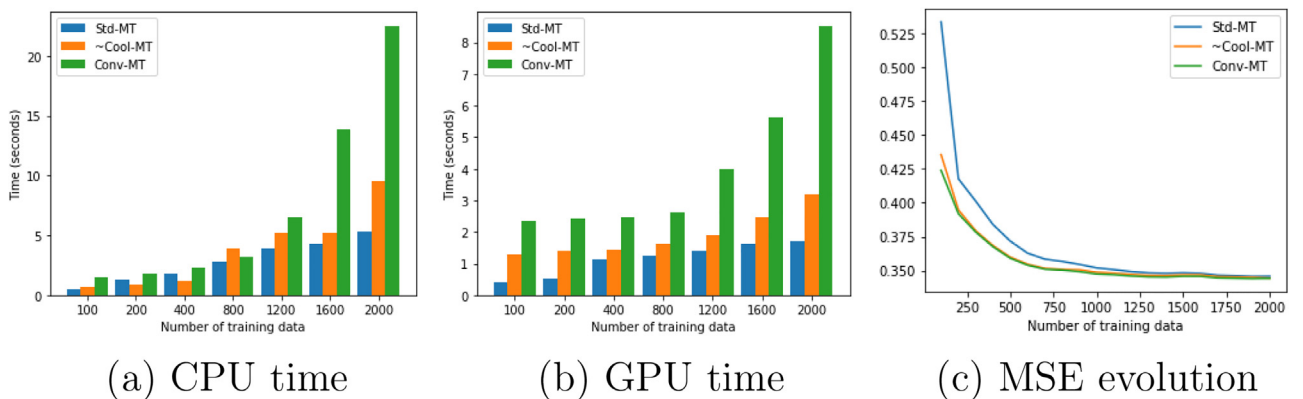 Std-MT
~Cool-MT
Conv-MT
Time (seconds)
20
15
10
5
0
100 200 400 800 1200 1600 2000
Number of training data
(a) CPU time
Std-MT
~Cool-MT
Conv-MT
Time (seconds)
8
7
6
5
4
3
2
1
0
100 200 400 800 1200 1600 2000
Number of training data
(b) GPU time
Std-MT
~Cool-MT
Conv-MT
0.525
0.500
0.475
0.450
0.425
0.400
0.375
0.350
250 500 750 1000 1250 1500 1750 2000
Number of training data
(c) MSE evolution